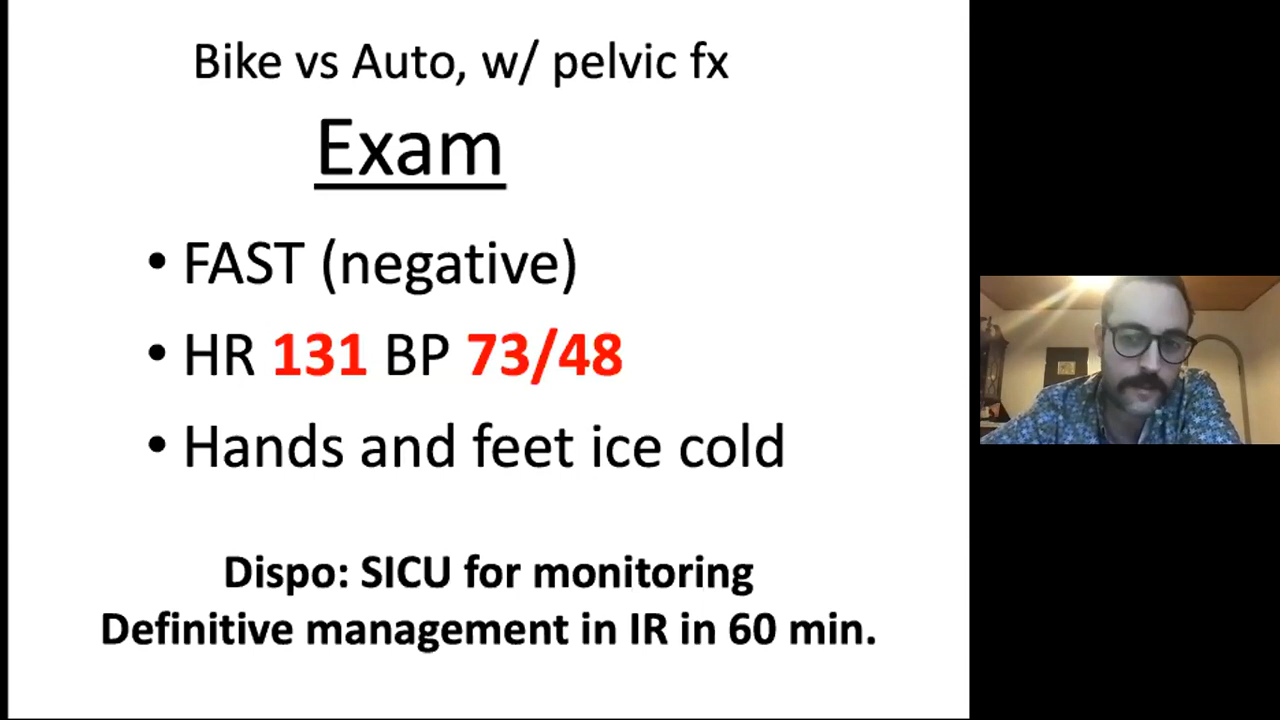 Bike vs Auto, w/ pelvic fx
Exam
• FAST (negative)
• HR 131 BP 73/48
• Hands and feet ice cold
Dispo: SICU for monitoring
Definitive management in IR in 60 min.